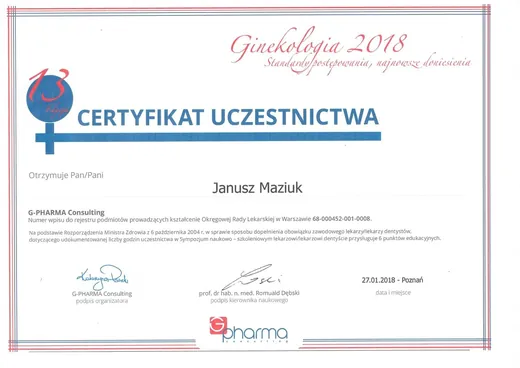 Ginekologia 2018
Standardy postępowania, najnowsze doniesienia
13
CERTYFIKAT UCZESTNICTWA
Otrzymuje Pan/Pani
Janusz Maziuk
G-PHARMA Consulting
Numer wpisu do rejestru podmiotów prowadzących kształcenie Okręgowej Rady Lekarskiej w Warszawie 68-000452-001-0008.
Na podstawie Rozporządzenia Ministra Zdrowia z 6 października 2004 r. w sprawie sposobu dopełnienia obowiązku zawodowego lekarzy/lekarzy dentystów,
dotyczącego udokumentowanej liczby godzin uczestnictwa w Sympozjum naukowo – szkoleniowym lekarzowi/lekarzowi dentyście przysługuje 6 punktów edukacyjnych.
G-PHARMA Consulting
podpis organizatora
prof. dr hab. n. med. Romuald Dębski
podpis kierownika naukowego
27.01.2018 - Poznań
data i miejsce
G pharma
CONSULTING